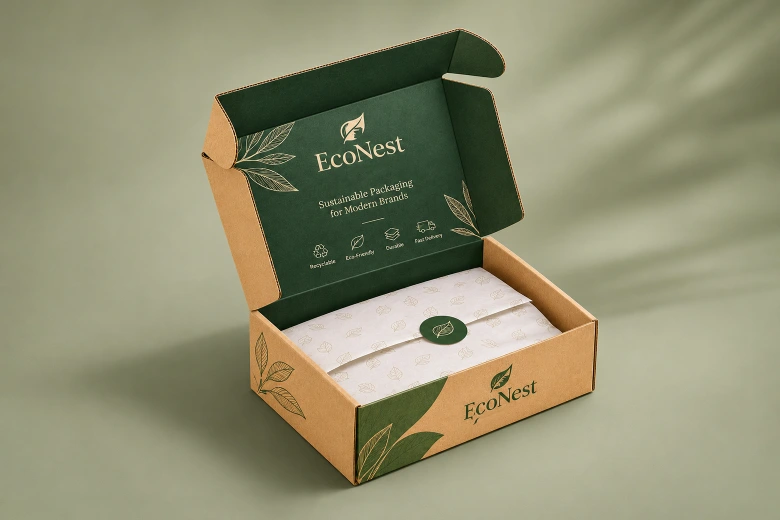 EcoNest
Sustainable Packaging
for Modern Brands
Recyclable
Eco-Friendly
Durable
Fast Delivery
EcoNest